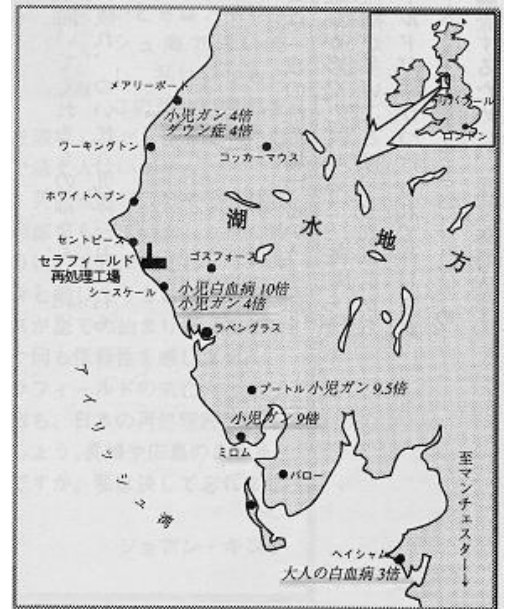 メアリーポート
小児ガン 4倍
ダウン症 4倍
ワーキングトン
コッカーマウス
リバプール
ロンドン
ホワイトヘブン
湖水地方
セントビース
ゴスフォース
セラフィールド
再処理工場
シースケール
小児白血病 10倍
小児ガン 4倍
ラベングラス
ブートル 小児ガン 9.5倍
小児ガン 9倍
ミロム
バロー
アイリッシュ海
至マンチェスター→
ヘイシャム
大人の白血病 3倍